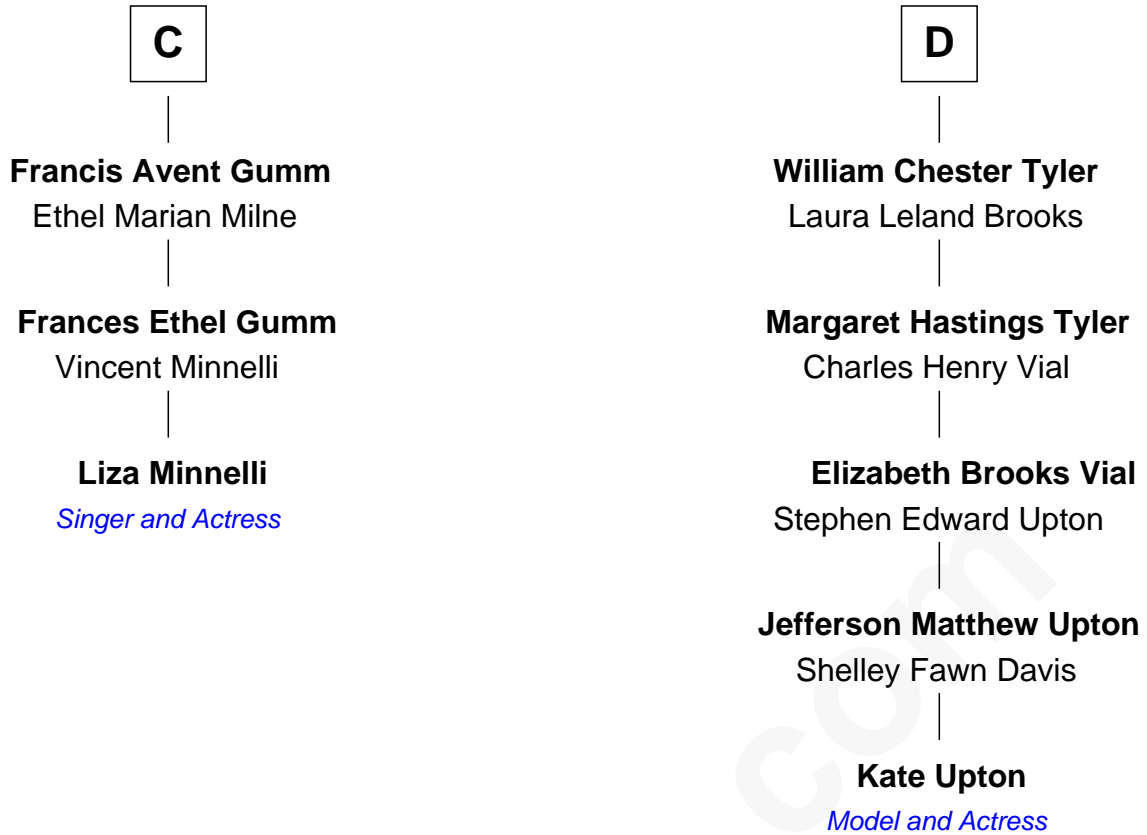 C
Francis Avent Gumm
Ethel Marian Milne
Frances Ethel Gumm
Vincent Minnelli
Liza Minnelli
Singer and Actress
D
William Chester Tyler
Laura Leland Brooks
Margaret Hastings Tyler
Charles Henry Vial
Elizabeth Brooks Vial
Stephen Edward Upton
Jefferson Matthew Upton
Shelley Fawn Davis
Kate Upton
Model and Actress
com